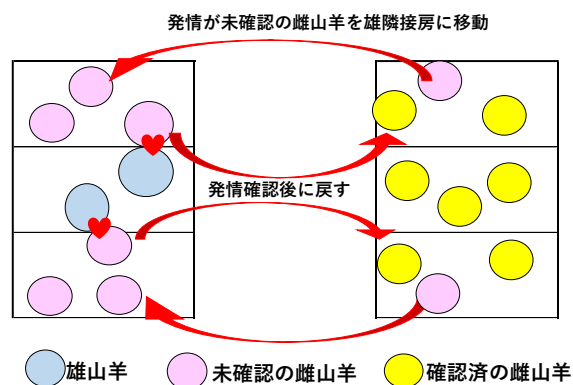 発情が未確認の雌山羊を雄隣接房に移動
発情確認後に戻す
雄山羊 未確認の雌山羊 確認済の雌山羊